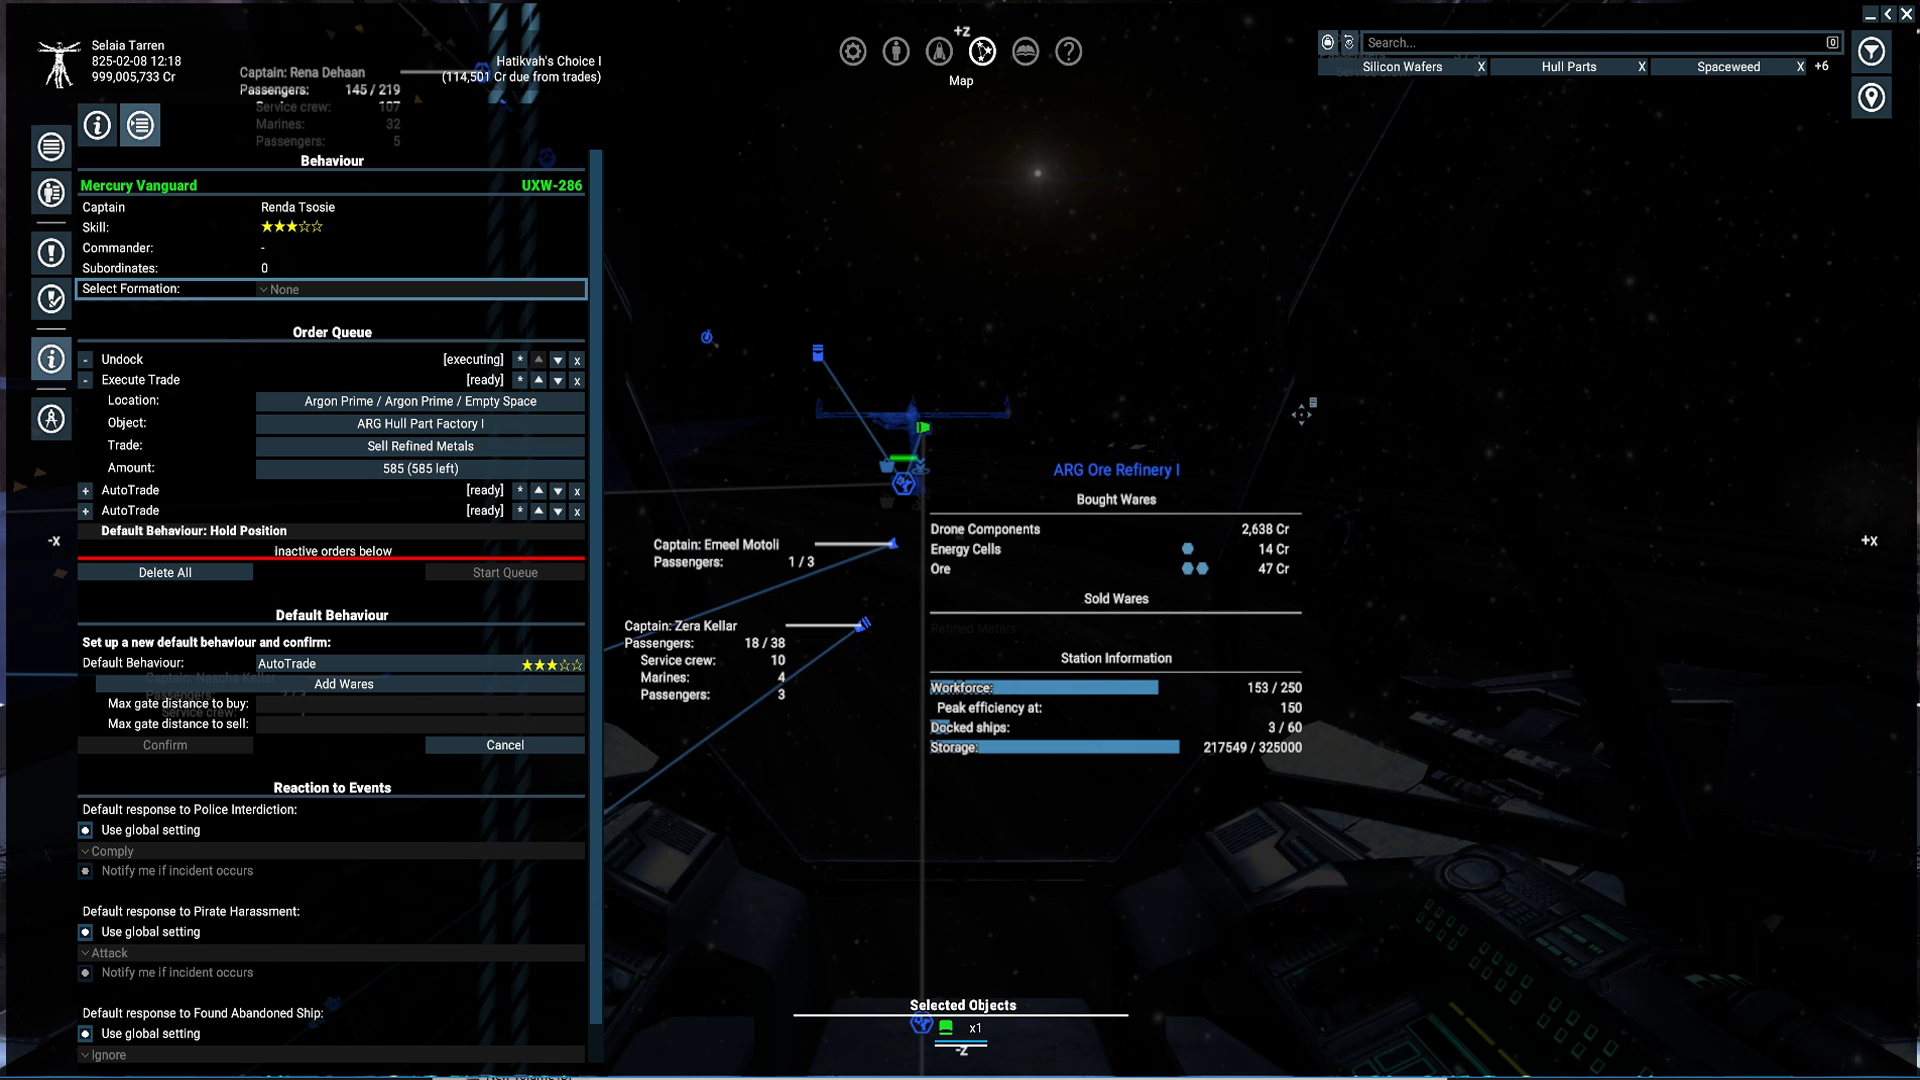 Selaia Tarren
825-02-08 12:18
999,005,733 Cr
Captain: Rena Dehaan
Passengers: 145 / 219
Service crew: 107
Marines: 32
Passengers: 5
Hatikvah's Choice I
(114,501 Cr due from trades)
+Z
Map
Search...
Silicon Wafers X
Hull Parts X
Spaceweed X
+6
Behaviour
Mercury Vanguard UXW-286
Captain Renda Tsosie
Skill:
Commander: -
Subordinates: 0
Select Formation: None
Order Queue
- Undock [executing] * x
- Execute Trade [ready] * x
Location: Argon Prime / Argon Prime / Empty Space
Object: ARG Hull Part Factory I
Trade: Sell Refined Metals
Amount: 585 (585 left)
+ AutoTrade [ready] * x
+ AutoTrade [ready] * x
Default Behaviour: Hold Position
inactive orders below
Delete All Start Queue
Default Behaviour
Set up a new default behaviour and confirm:
Default Behaviour: AutoTrade
Add Wares
Max gate distance to buy:
Max gate distance to sell:
Confirm Cancel
Reaction to Events
Default response to Police Interdiction:
Use global setting
Comply
Notify me if incident occurs
Default response to Pirate Harassment:
Use global setting
Attack
Notify me if incident occurs
Default response to Found Abandoned Ship:
Use global setting
Ignore
-X
+X
Captain: Emeel Motoli
Passengers: 1 / 3
Captain: Zera Kellar
Passengers: 18 / 38
Service crew: 10
Marines: 4
Passengers: 3
ARG Ore Refinery I
Bought Wares
Drone Components 2,638 Cr
Energy Cells 14 Cr
Ore 47 Cr
Sold Wares
Refined Metals
Station Information
Workforce: 153 / 250
Peak efficiency at: 150
Docked ships: 3 / 60
Storage: 217549 / 325000
Selected Objects
x1
-Z